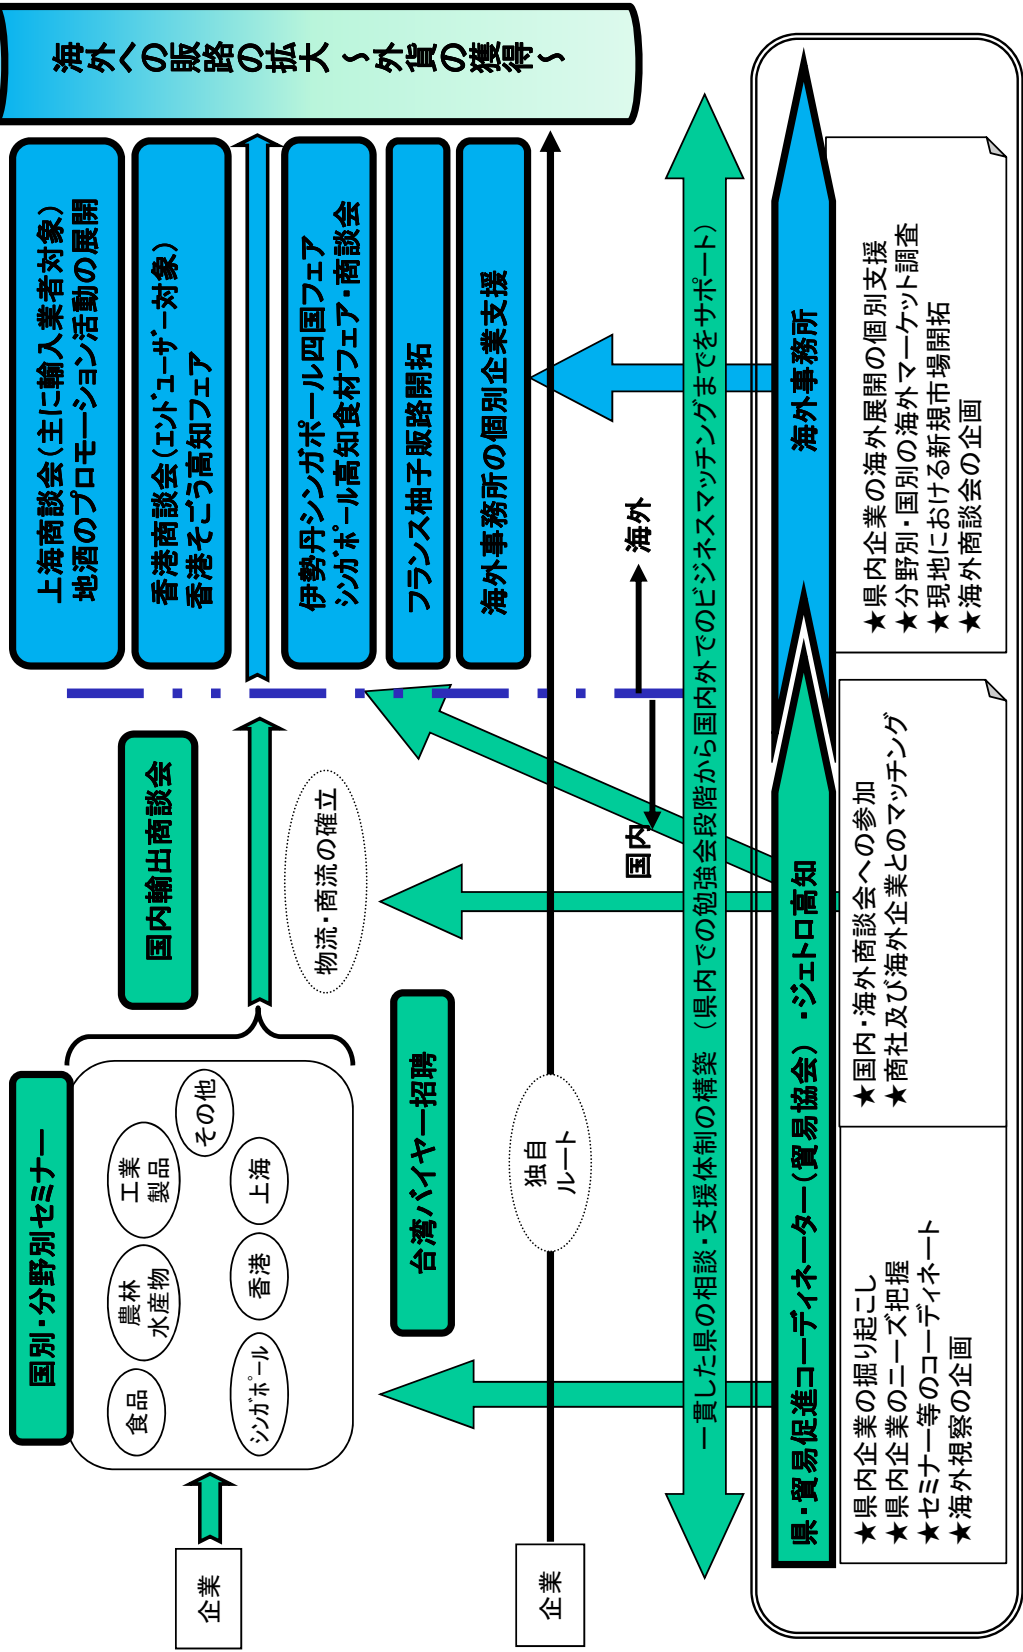 海外への販路の拡大 ～外貨の獲得～
上海商談会（主に輸入業者対象）
地酒のプロモーション活動の展開
香港商談会（ｴﾝﾄﾞﾕｰｻﾞｰ対象）
香港そごう高知フェア
伊勢丹シンガポール四国フェア
ｼﾝｶﾞﾎﾟｰﾙ高知食材フェア・商談会
フランス柚子販路開拓
海外事務所の個別企業支援
国内輸出商談会
物流・商流の確立
国別・分野別セミナー
食品
農林
水産物
工業
製品
その他
ｼﾝｶﾞﾎﾟｰﾙ
香港
上海
台湾バイヤー招聘
独自
ルート
企業
企業
国内
海外
一貫した県の相談・支援体制の構築 （県内での勉強会段階から国内外でのビジネスマッチングまでをサポート）
県・貿易促進コーディネーター（貿易協会）・ジェトロ高知
海外事務所
★県内企業の掘り起こし
★県内企業のニーズ把握
★セミナー等のコーディネート
★海外視察の企画
★国内・海外商談会への参加
★商社及び海外企業とのマッチング
★県内企業の海外展開の個別支援
★分野別・国別の海外マーケット調査
★現地における新規市場開拓
★海外商談会の企画